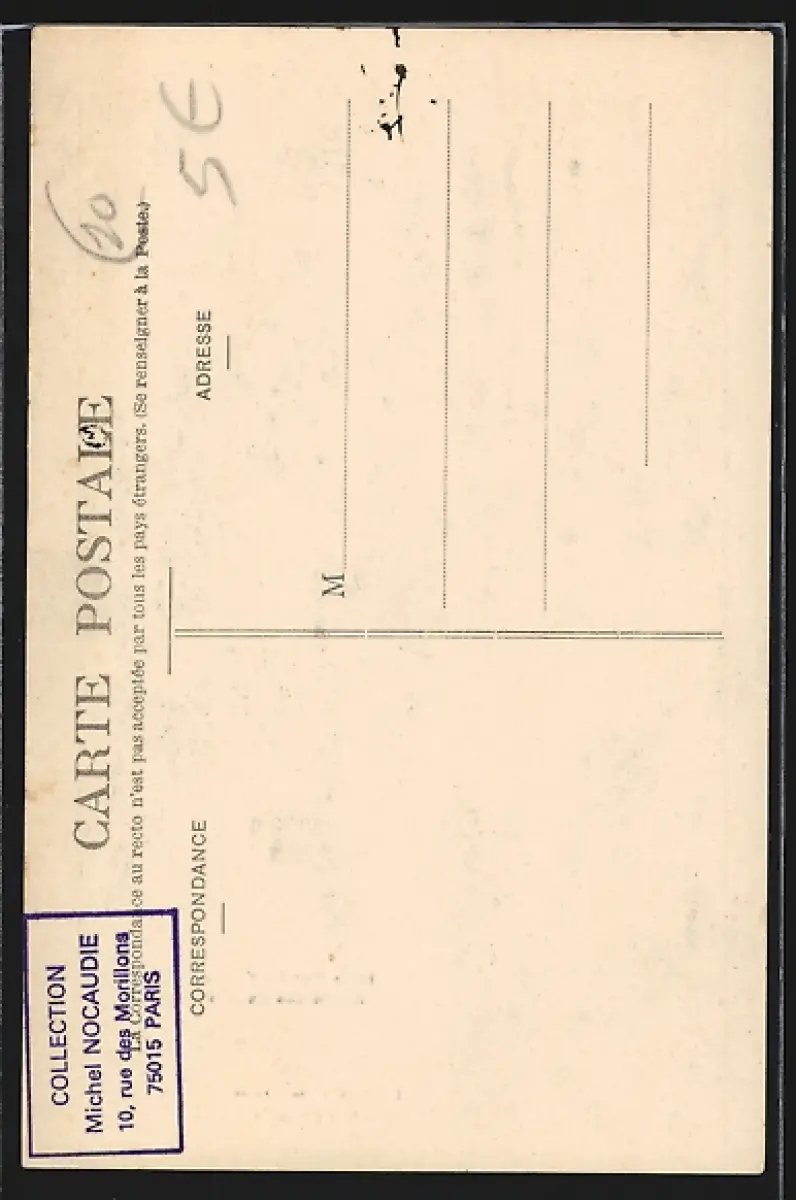 CARTE POSTALE
La Correspondance au recto n'est pas acceptée par tous les pays étrangers. (Se renseigner à la Poste.)
COLLECTION
Michel NOCAUDIE
10, rue des Morillons
75015 PARIS
CORRESPONDANCE
ADRESSE
M
20
5 €